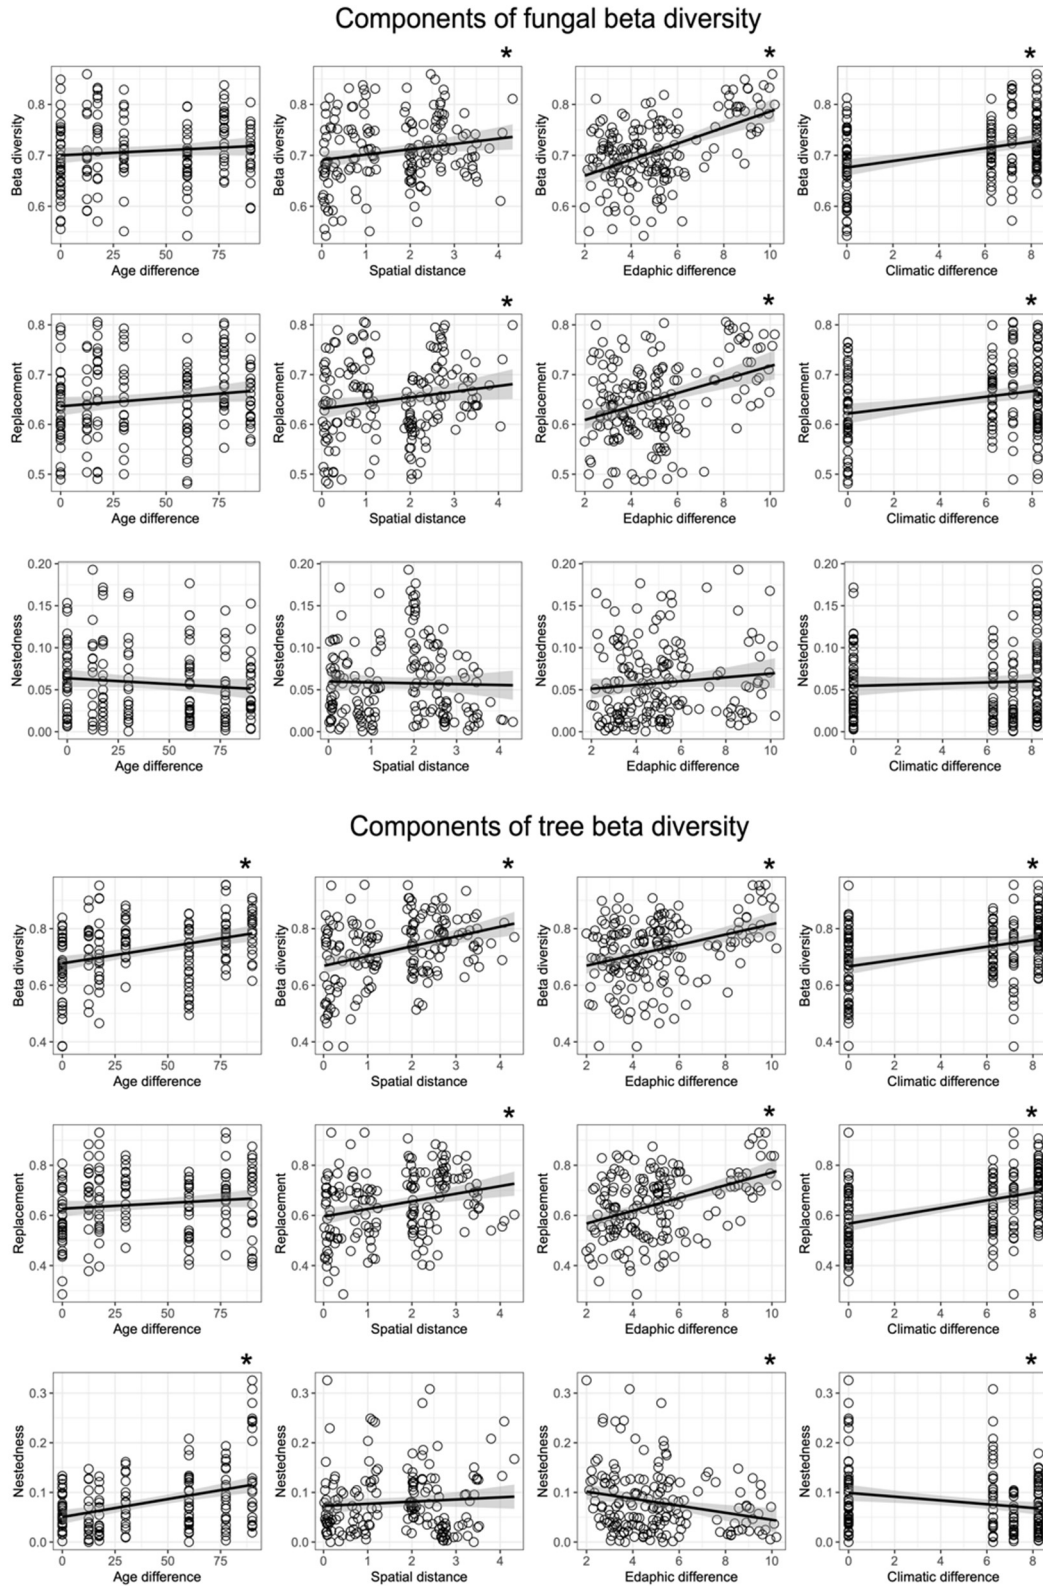 Components of fungal beta diversity
* * *
Beta diversity Beta diversity Beta diversity Beta diversity
0.8 0.8 0.8 0.8
0.7 0.7 0.7 0.7
0.6 0.6 0.6 0.6
0 25 50 75 0 1 2 3 4 2 4 6 8 10 0 2 4 6 8
Age difference Spatial distance Edaphic difference Climatic difference
* * *
Replacement Replacement Replacement Replacement
0.8 0.8 0.8 0.8
0.7 0.7 0.7 0.7
0.6 0.6 0.6 0.6
0.5 0.5 0.5 0.5
0 25 50 75 0 1 2 3 4 2 4 6 8 10 0 2 4 6 8
Age difference Spatial distance Edaphic difference Climatic difference
Nestedness Nestedness Nestedness Nestedness
0.20 0.20 0.20 0.20
0.15 0.15 0.15 0.15
0.10 0.10 0.10 0.10
0.05 0.05 0.05 0.05
0.00 0.00 0.00 0.00
0 25 50 75 0 1 2 3 4 2 4 6 8 10 0 2 4 6 8
Age difference Spatial distance Edaphic difference Climatic difference
Components of tree beta diversity
* * * *
Beta diversity Beta diversity Beta diversity Beta diversity
0.8 0.8 0.8 0.8
0.6 0.6 0.6 0.6
0.4 0.4 0.4 0.4
0 25 50 75 0 1 2 3 4 2 4 6 8 10 0 2 4 6 8
Age difference Spatial distance Edaphic difference Climatic difference
* * *
Replacement Replacement Replacement Replacement
0.8 0.8 0.8 0.8
0.6 0.6 0.6 0.6
0.4 0.4 0.4 0.4
0 25 50 75 0 1 2 3 4 2 4 6 8 10 0 2 4 6 8
Age difference Spatial distance Edaphic difference Climatic difference
* * *
Nestedness Nestedness Nestedness Nestedness
0.3 0.3 0.3 0.3
0.2 0.2 0.2 0.2
0.1 0.1 0.1 0.1
0.0 0.0 0.0 0.0
0 25 50 75 0 1 2 3 4 2 4 6 8 10 0 2 4 6 8
Age difference Spatial distance Edaphic difference Climatic difference